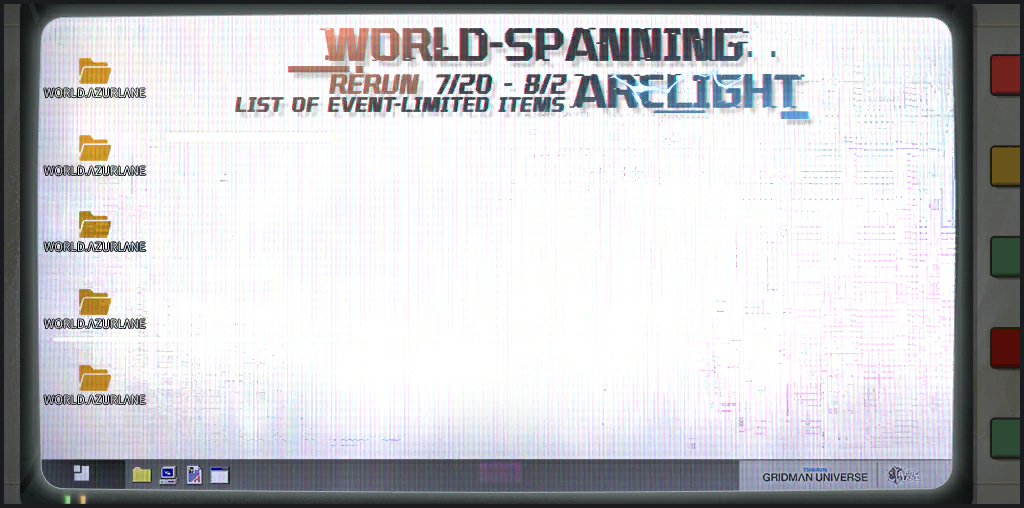 WORLD-SPANNING
ARCLIGHT
RERUN 7/20 - 8/2
LIST OF EVENT-LIMITED ITEMS
WORLD.AZURLANE
WORLD.AZURLANE
WORLD.AZURLANE
WORLD.AZURLANE
WORLD.AZURLANE
GRIDMAN UNIVERSE